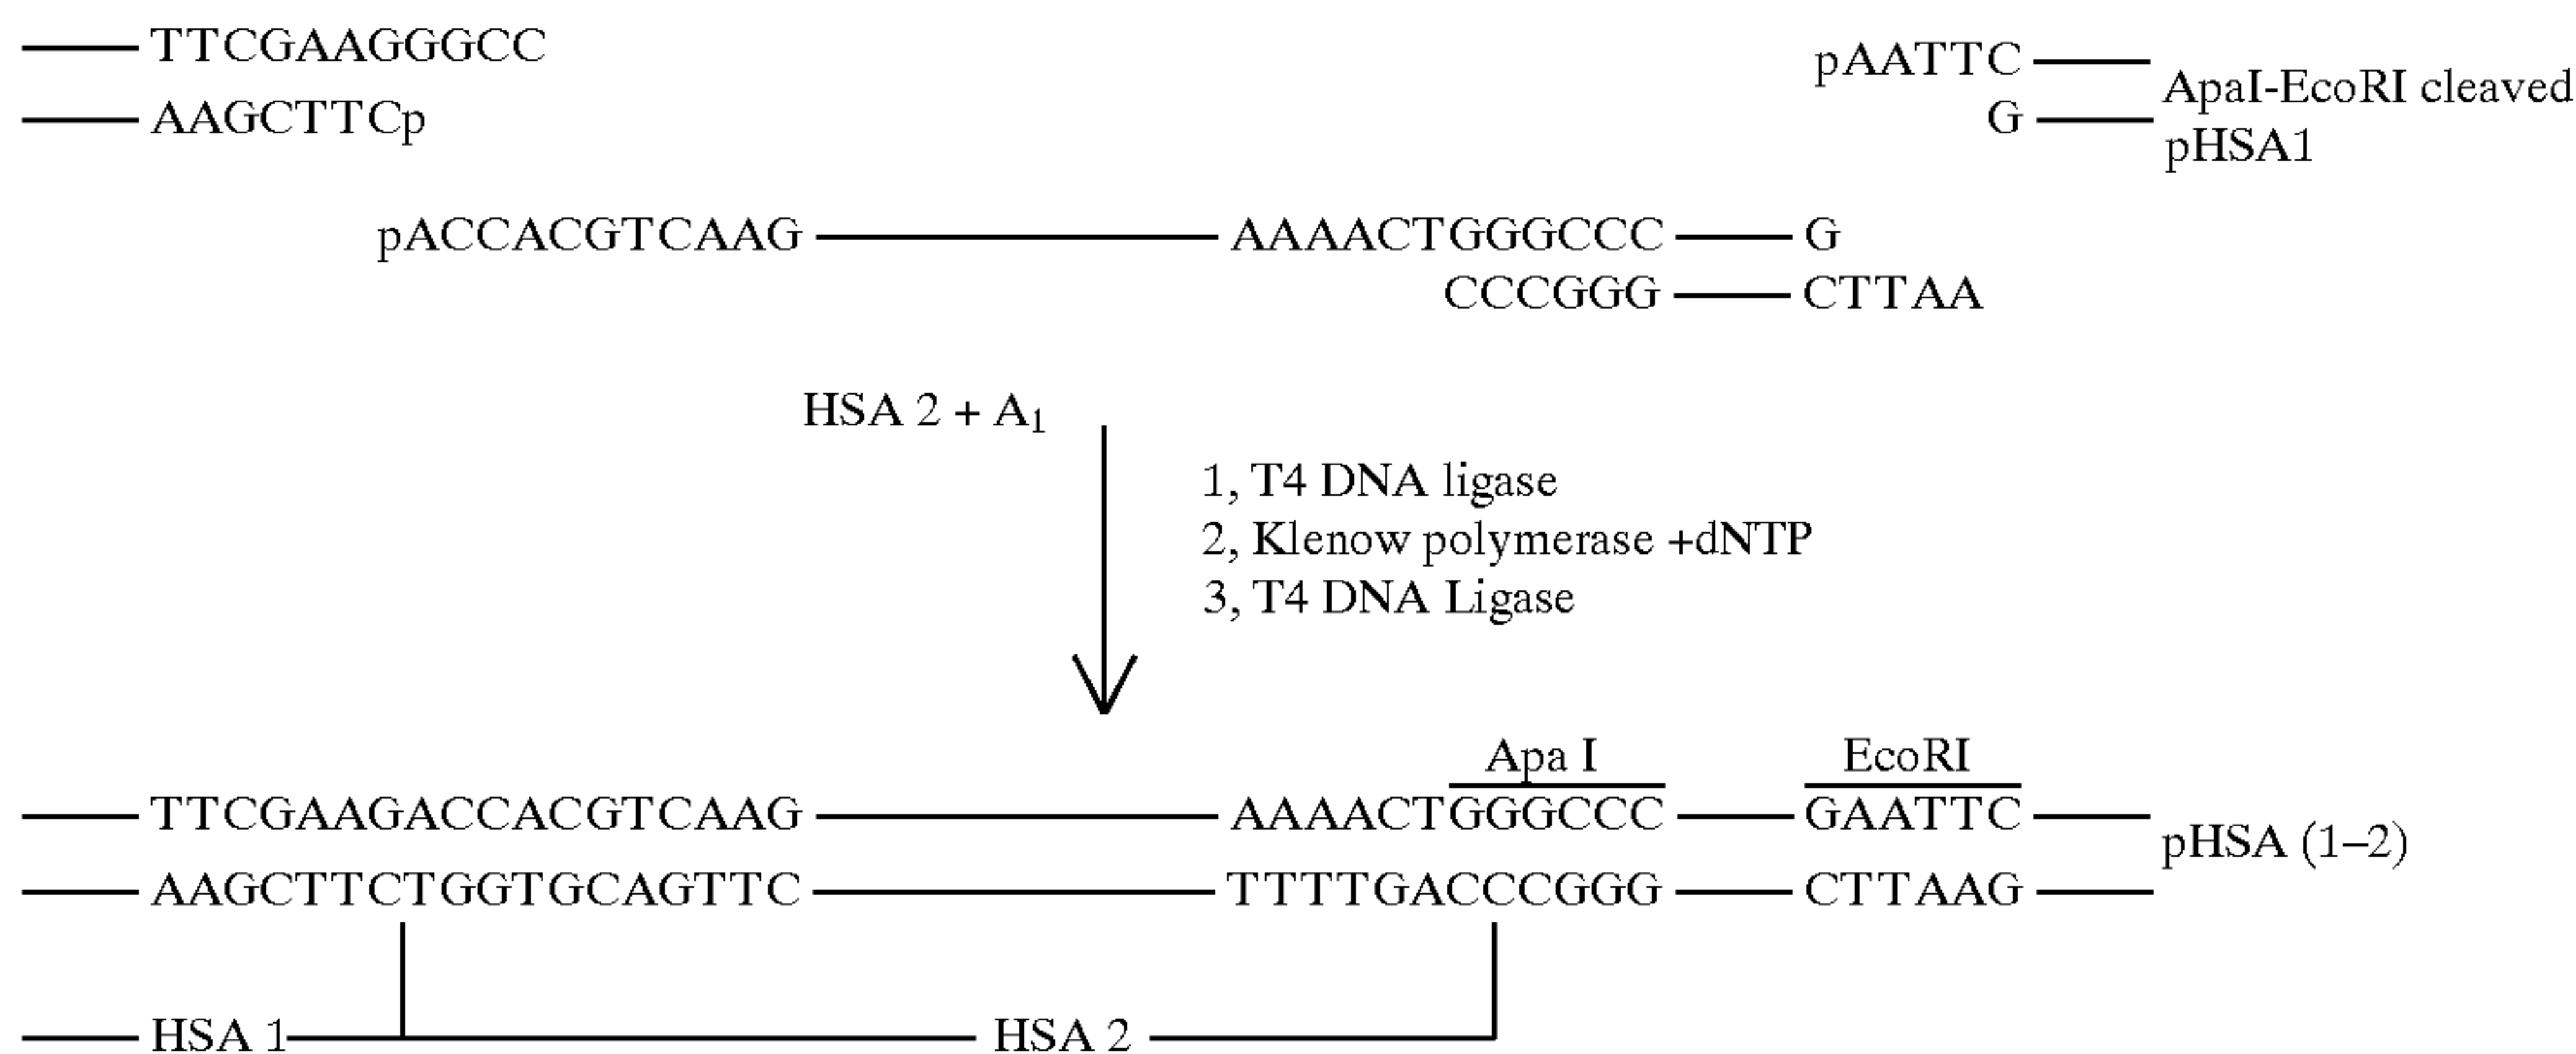 TTCGAAGGGCC
AAGCTTCp
pAATTC
G
ApaI-EcoRI cleaved
pHSA1
pACCACGTCAAG AAAACTGGGCCC G
CCCGGG CTTAA
HSA 2 + A1
1, T4 DNA ligase
2, Klenow polymerase +dNTP
3, T4 DNA Ligase
Apa I EcoRI
TTCGAAGACCACGTCAAG AAAACTGGGCCC GAATTC
AAGCTTCTGGTGCAGTTC TTTTGACCCGGG CTTAAG
pHSA (1–2)
HSA 1 HSA 2